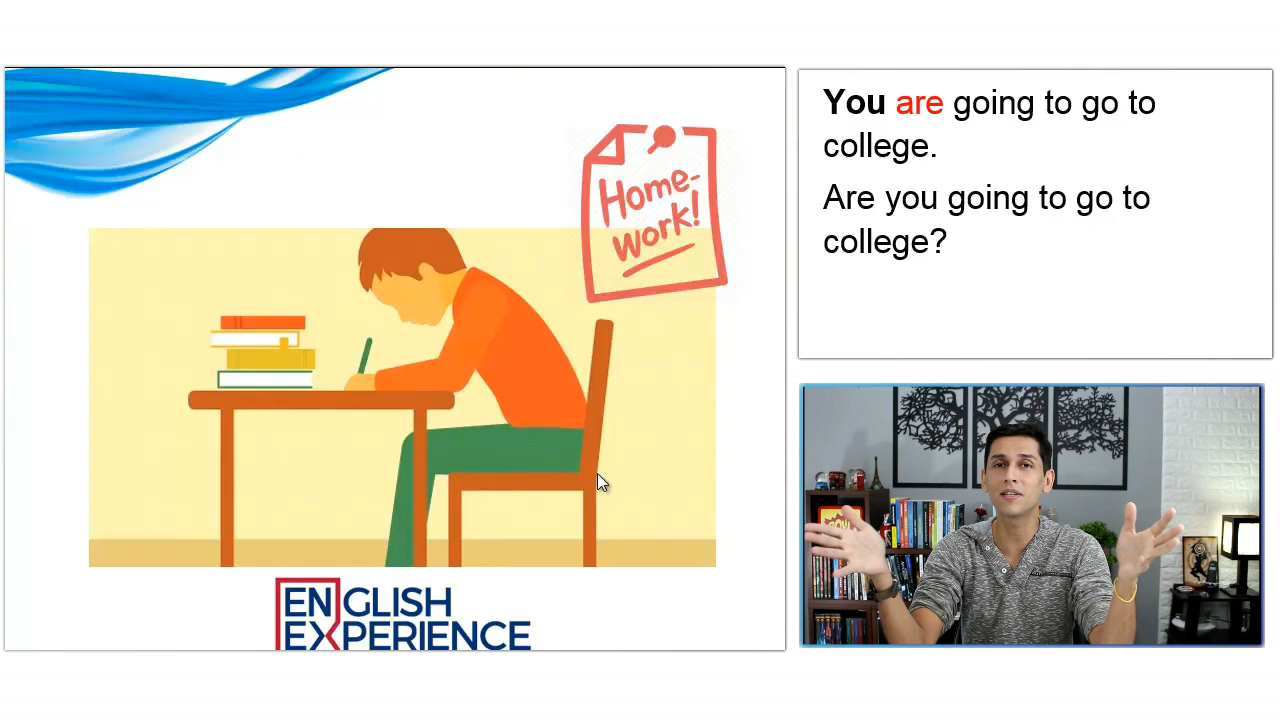 Home-
work!
ENGLISH
EXPERIENCE
You are going to go to
college.
Are you going to go to
college?